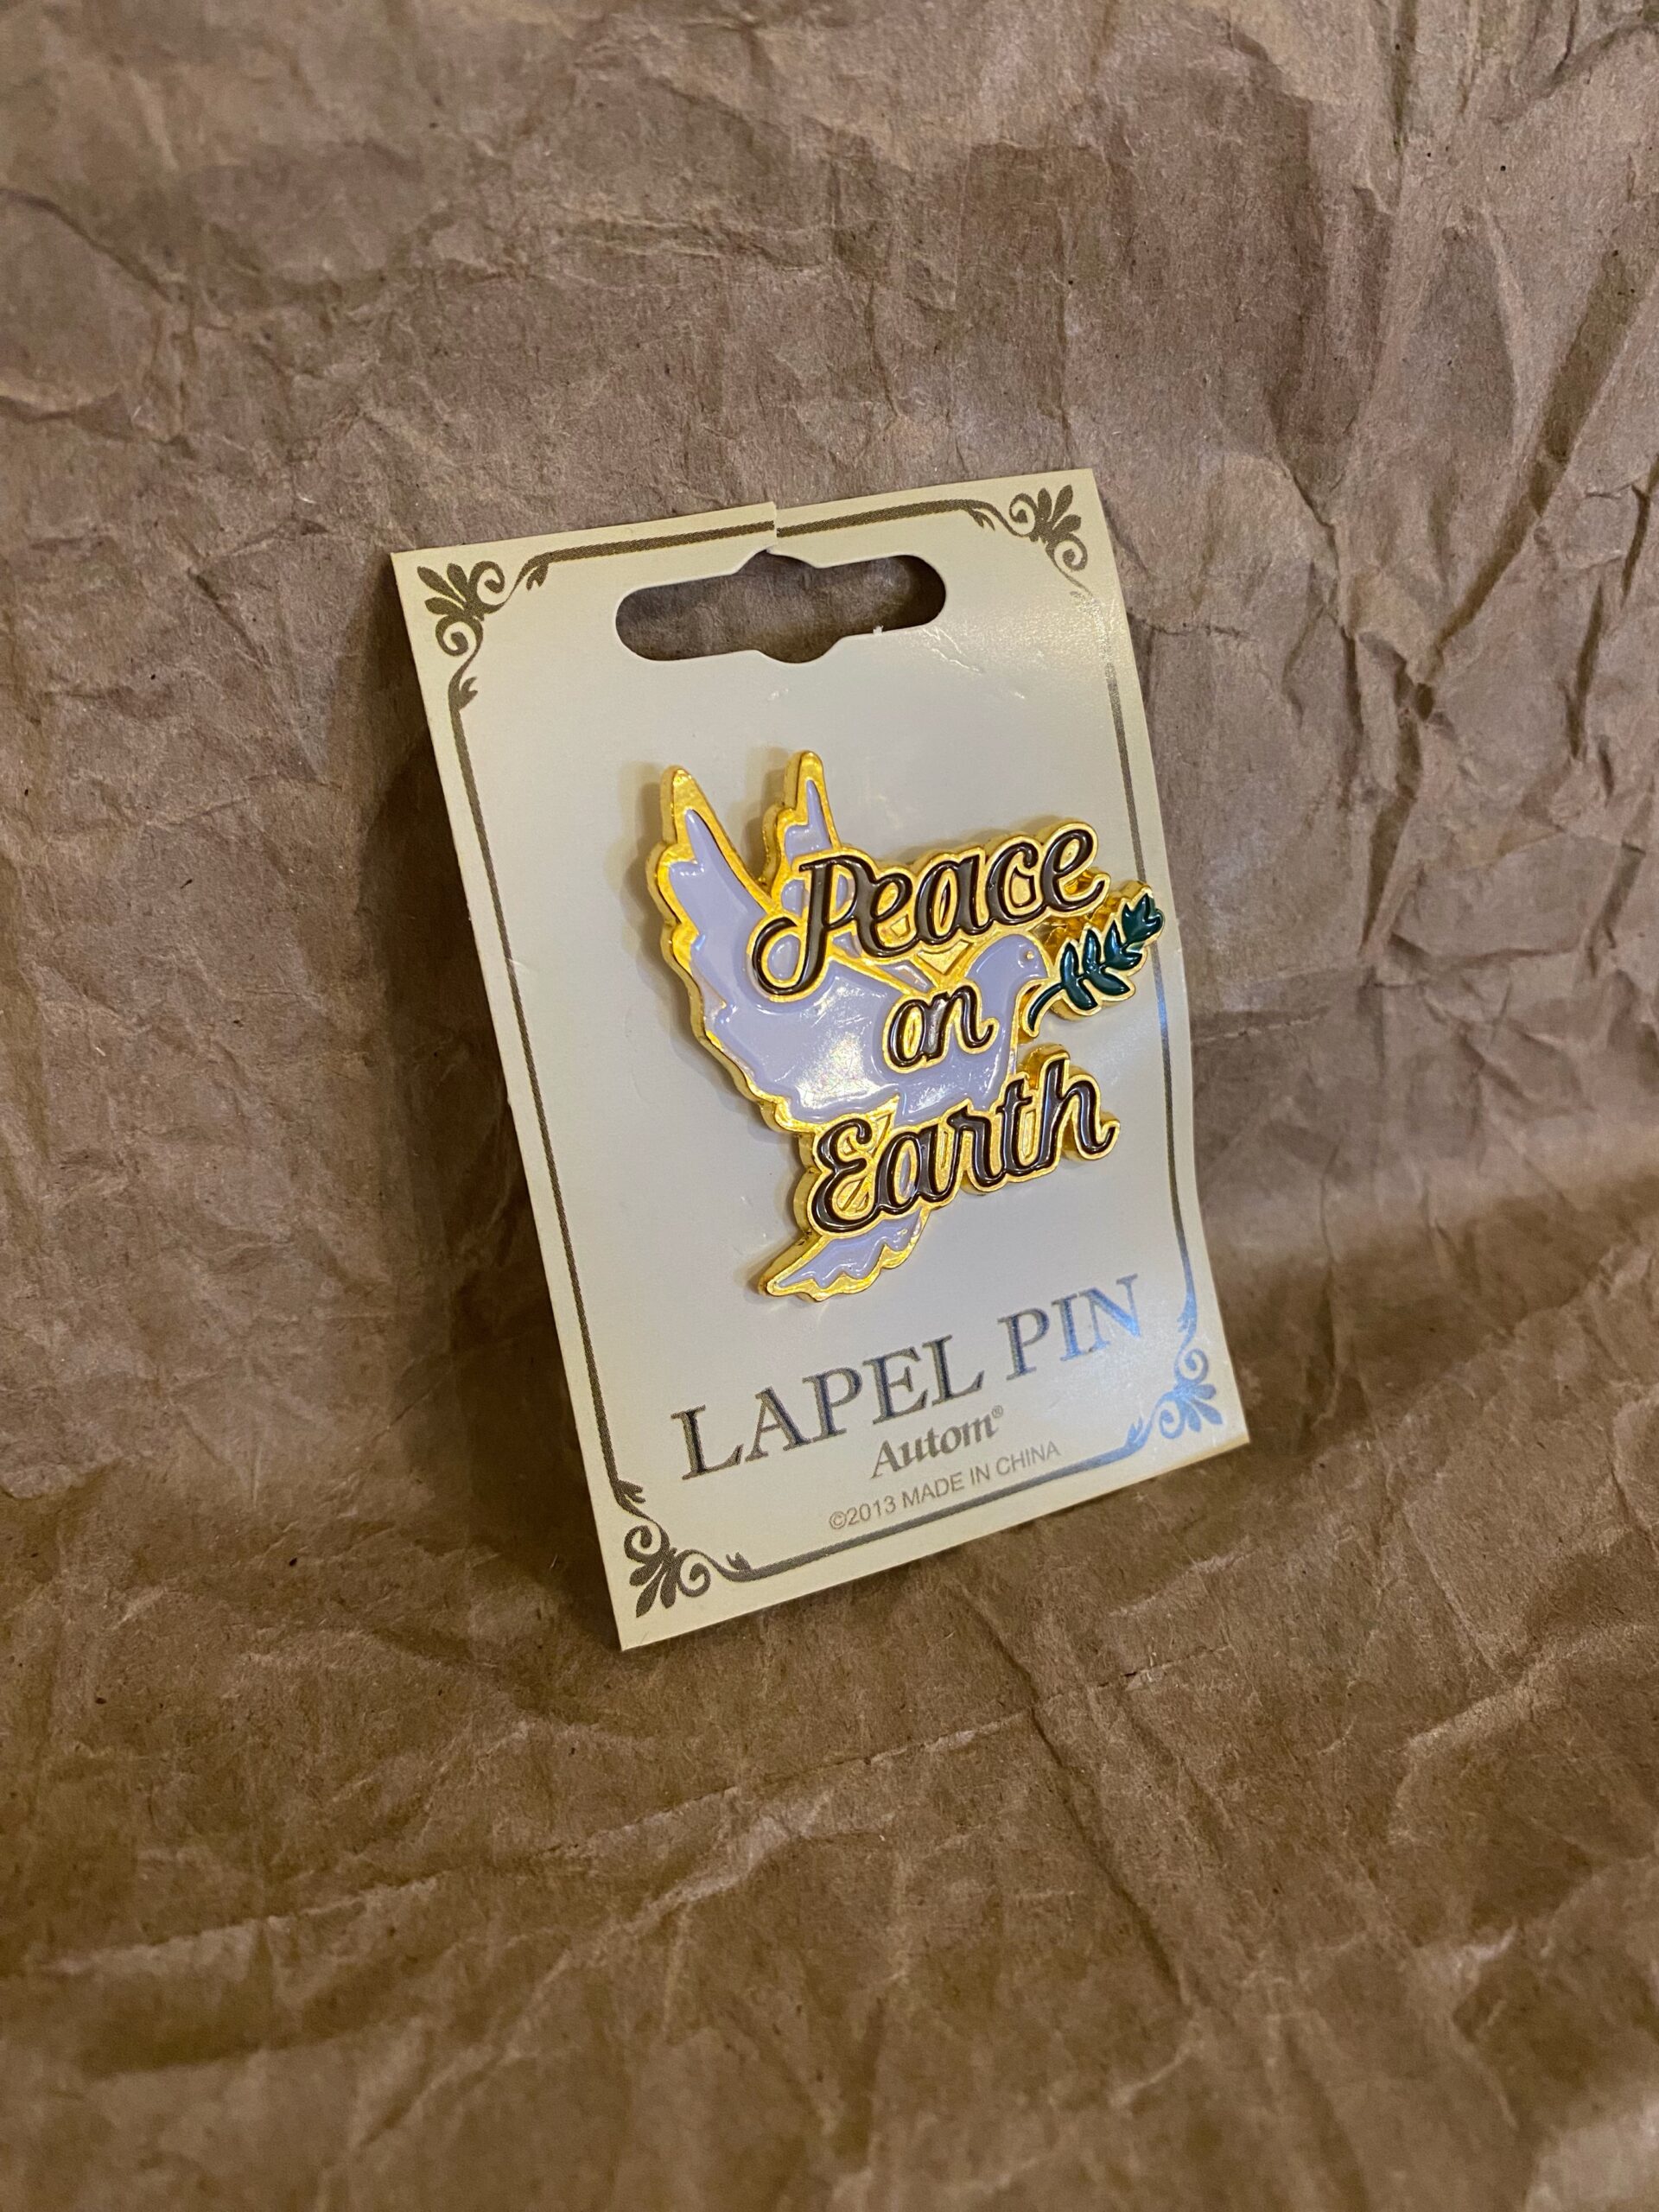 Peace
on
Earth
LAPEL PIN
Autom®
©2013 MADE IN CHINA